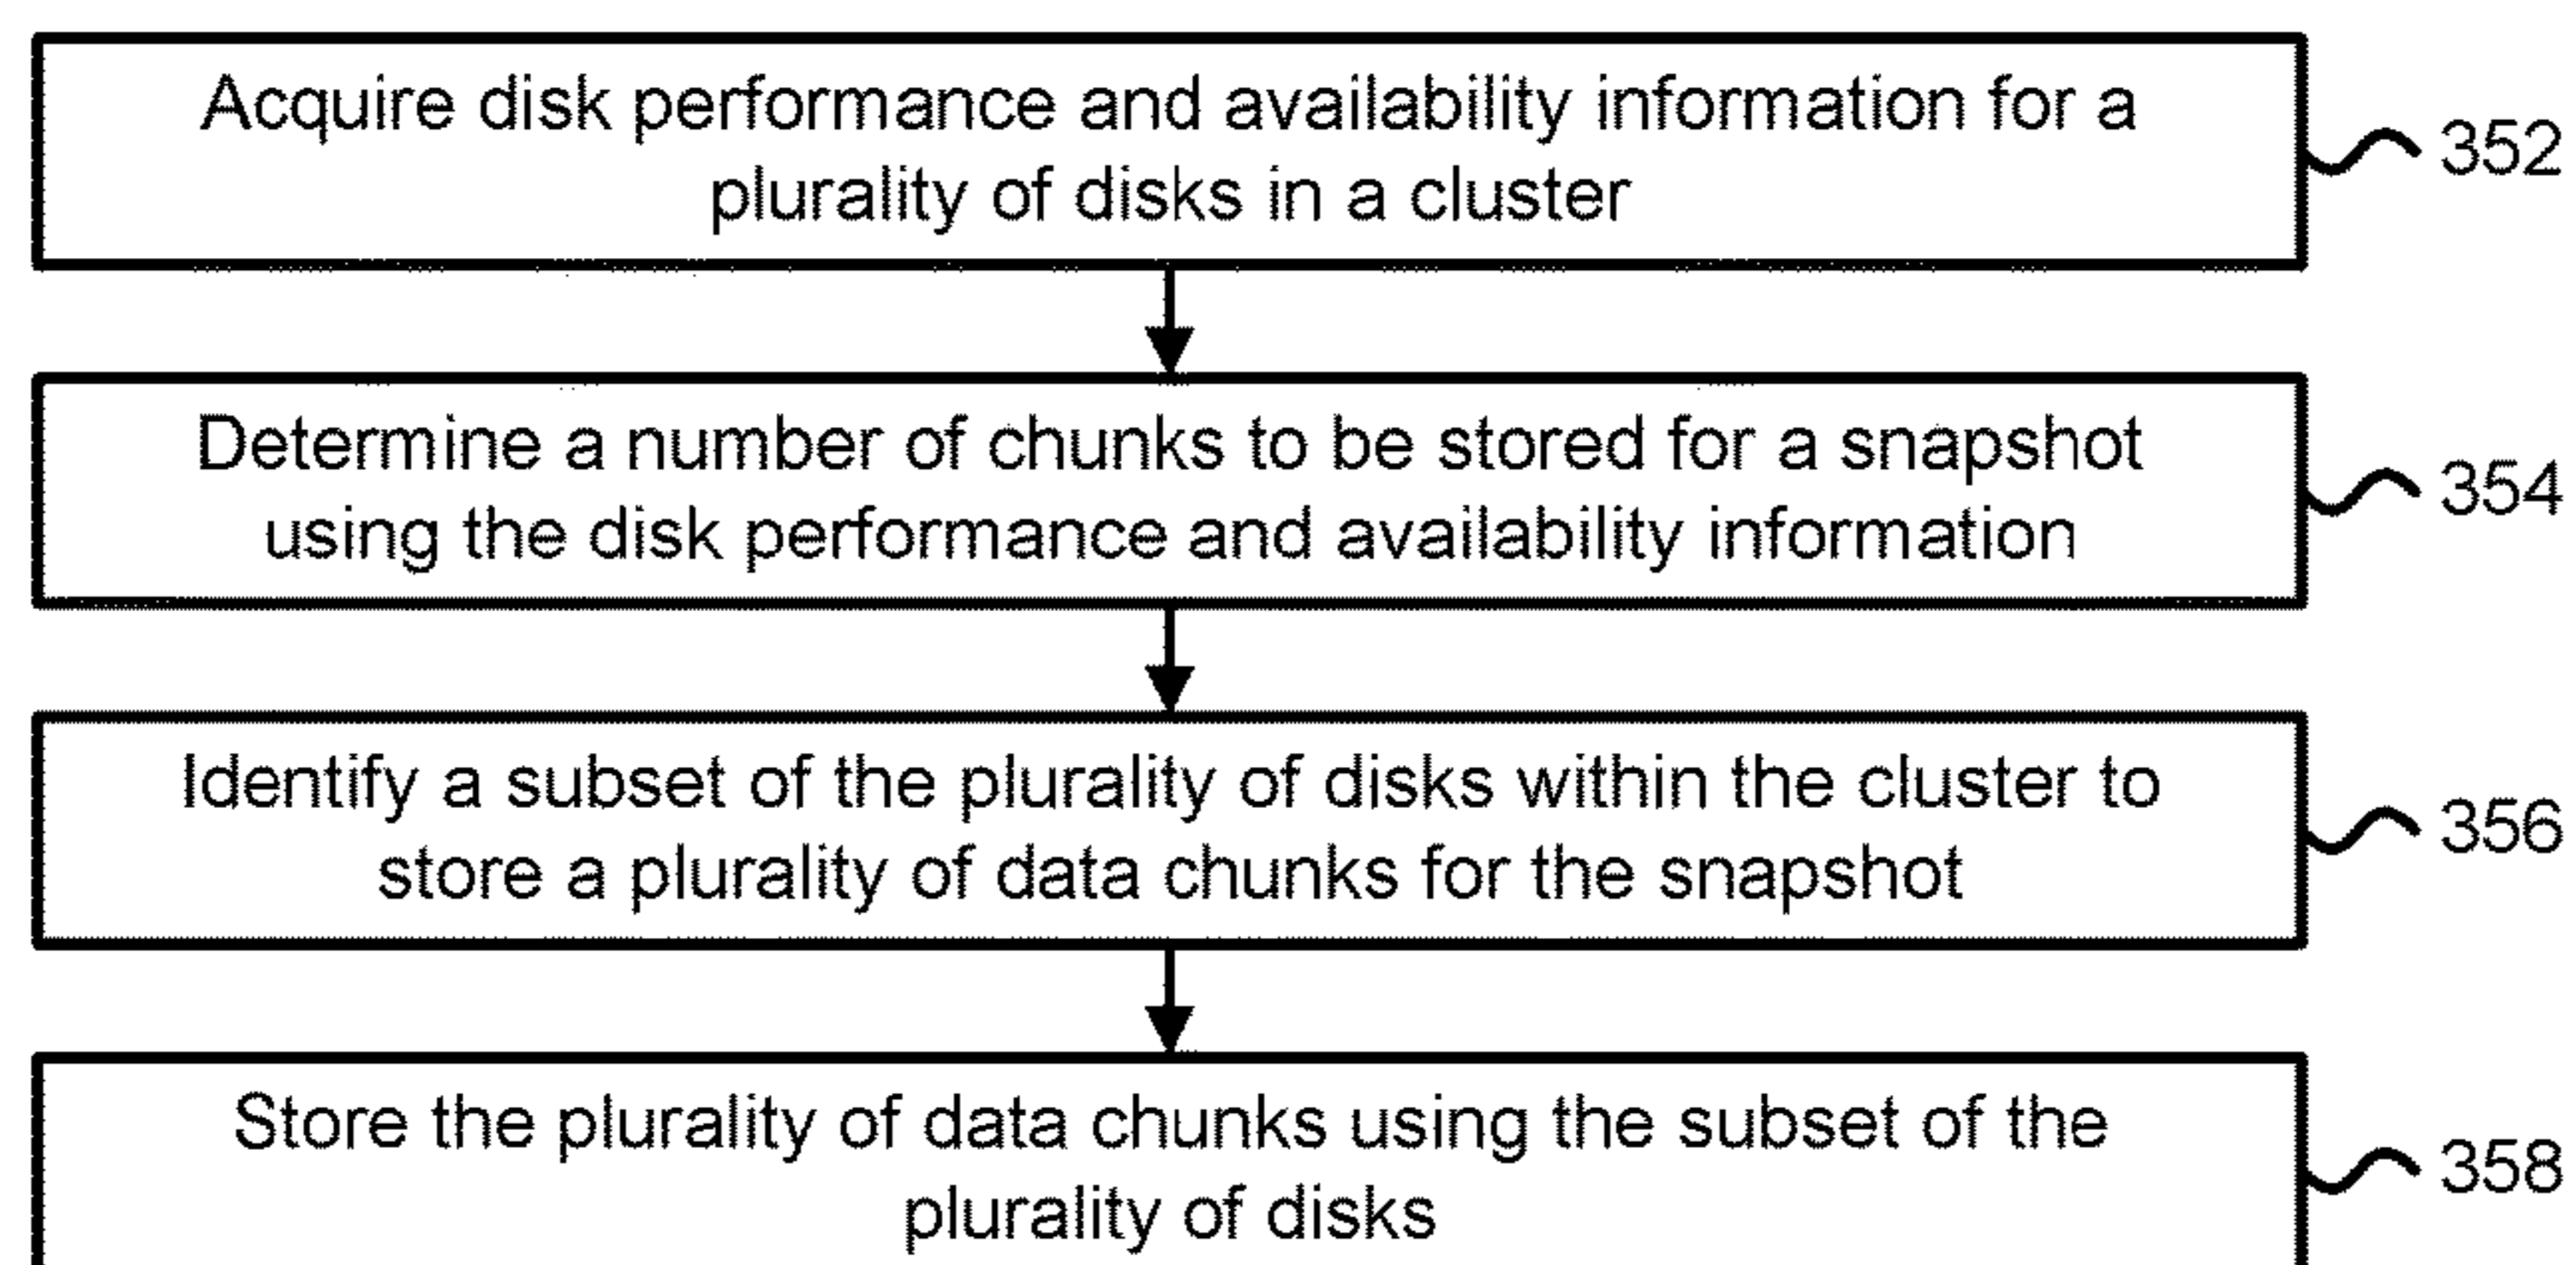 Acquire disk performance and availability information for a
plurality of disks in a cluster
352
Determine a number of chunks to be stored for a snapshot
using the disk performance and availability information
354
Identify a subset of the plurality of disks within the cluster to
store a plurality of data chunks for the snapshot
356
Store the plurality of data chunks using the subset of the
plurality of disks
358